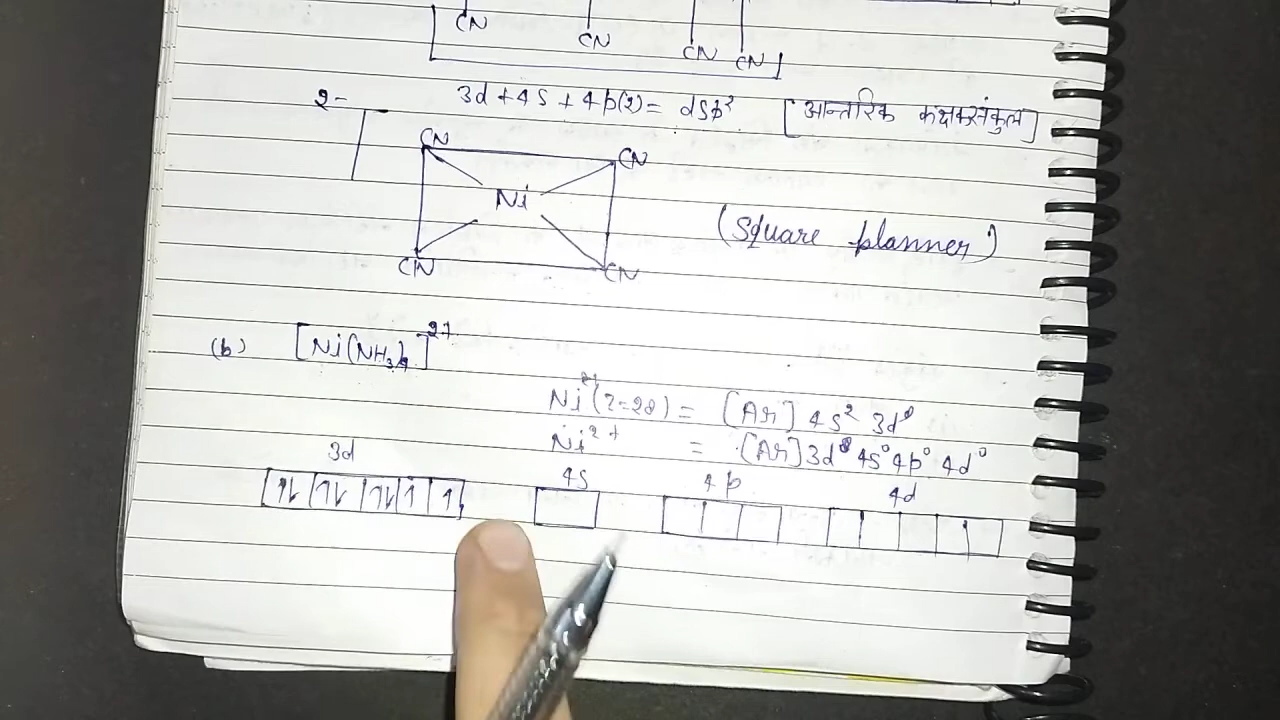 CN
CN
CN CN
3d + 4s + 4p(2) = dsp² [आन्तरिक कक्षक संकुल]
2-
CN CN
Ni
(Square planner)
CN CN
(b) [Ni(NH₃)₄]²⁺
Ni (Z=28) = [Ar] 4s² 3d⁸
Ni²⁺ = [Ar] 3d⁸ 4s⁰ 4p⁰ 4d⁰
3d 4s 4p 4d